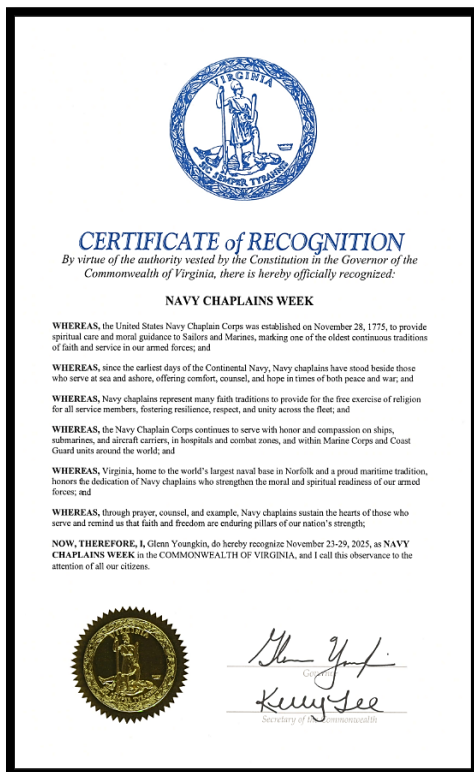 VIRGINIA
SIC SEMPER TYRANNIS
CERTIFICATE of RECOGNITION
By virtue of the authority vested by the Constitution in the Governor of the
Commonwealth of Virginia, there is hereby officially recognized:
NAVY CHAPLAINS WEEK
WHEREAS, the United States Navy Chaplain Corps was established on November 28, 1775, to provide
spiritual care and moral guidance to Sailors and Marines, marking one of the oldest continuous traditions
of faith and service in our armed forces; and
WHEREAS, since the earliest days of the Continental Navy, Navy chaplains have stood beside those
who serve at sea and ashore, offering comfort, counsel, and hope in times of both peace and war; and
WHEREAS, Navy chaplains represent many faith traditions to provide for the free exercise of religion
for all service members, fostering resilience, respect, and unity across the fleet; and
WHEREAS, the Navy Chaplain Corps continues to serve with honor and compassion on ships,
submarines, and aircraft carriers, in hospitals and combat zones, and within Marine Corps and Coast
Guard units around the world; and
WHEREAS, Virginia, home to the world's largest naval base in Norfolk and a proud maritime tradition,
honors the dedication of Navy chaplains who strengthen the moral and spiritual readiness of our armed
forces; and
WHEREAS, through prayer, counsel, and example, Navy chaplains sustain the hearts of those who
serve and remind us that faith and freedom are enduring pillars of our nation's strength;
NOW, THEREFORE, I, Glenn Youngkin, do hereby recognize November 23-29, 2025, as NAVY
CHAPLAINS WEEK in the COMMONWEALTH OF VIRGINIA, and I call this observance to the
attention of all our citizens.
VIRGINIA
Glenn Youngkin
Governor
Kelly Gee
Secretary of the Commonwealth